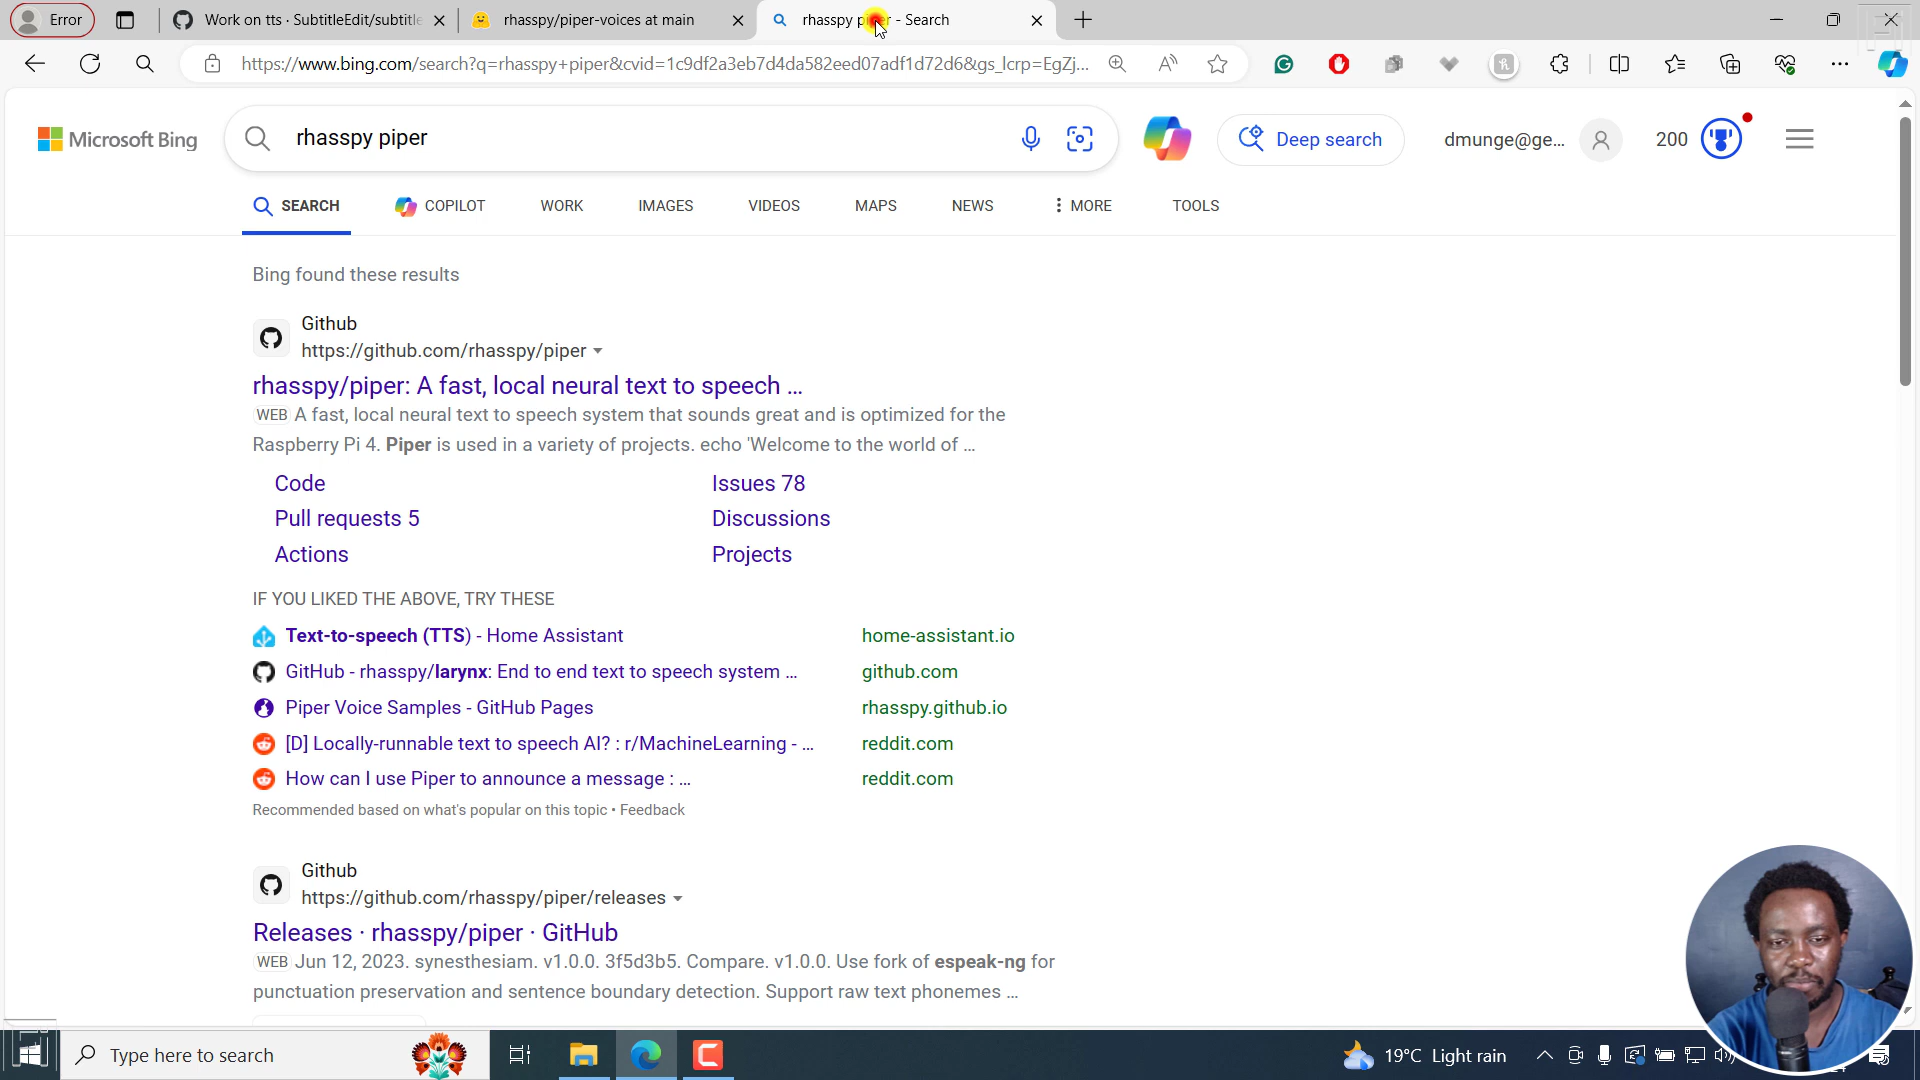 Error
Work on tts · SubtitleEdit/subtitle
rhasspy/piper-voices at main
rhasspy piper - Search
https://www.bing.com/search?q=rhasspy+piper&cvid=1c9df2a3eb7d4da582eed07adf1d72d6&gs_lcrp=EgZj...
Microsoft Bing
rhasspy piper
Deep search
dmunge@ge...
200
SEARCH
COPILOT
WORK
IMAGES
VIDEOS
MAPS
NEWS
MORE
TOOLS
Bing found these results
Github
https://github.com/rhasspy/piper
rhasspy/piper: A fast, local neural text to speech ...
WEB A fast, local neural text to speech system that sounds great and is optimized for the
Raspberry Pi 4. Piper is used in a variety of projects. echo 'Welcome to the world of ...
Code
Issues 78
Pull requests 5
Discussions
Actions
Projects
IF YOU LIKED THE ABOVE, TRY THESE
Text-to-speech (TTS) - Home Assistant home-assistant.io
GitHub - rhasspy/larynx: End to end text to speech system ... github.com
Piper Voice Samples - GitHub Pages rhasspy.github.io
[D] Locally-runnable text to speech AI? : r/MachineLearning - ... reddit.com
How can I use Piper to announce a message : ... reddit.com
Recommended based on what's popular on this topic • Feedback
Github
https://github.com/rhasspy/piper/releases
Releases · rhasspy/piper · GitHub
WEB Jun 12, 2023. synesthesiam. v1.0.0. 3f5d3b5. Compare. v1.0.0. Use fork of espeak-ng for
punctuation preservation and sentence boundary detection. Support raw text phonemes ...
Type here to search
19°C Light rain